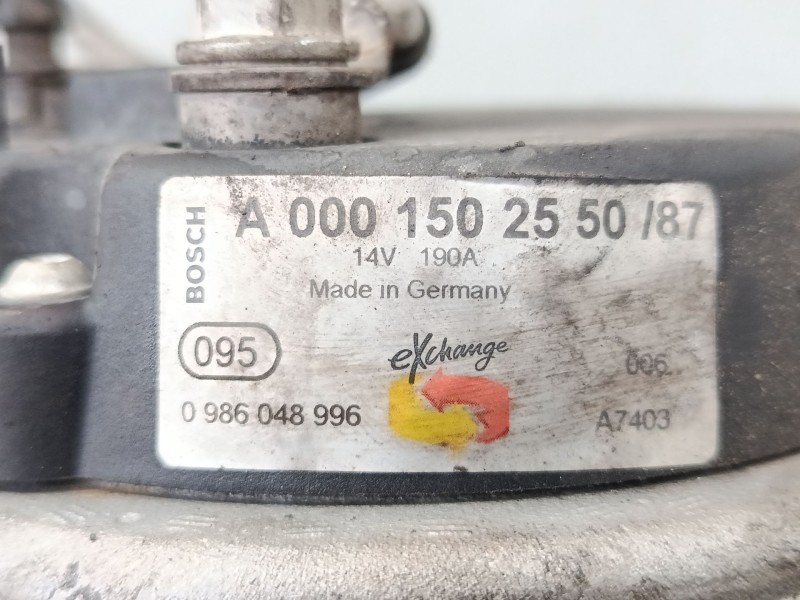 BOSCH
A 000 150 25 50 /87
14V 190A
Made in Germany
095
eXchange
006
0 986 048 996
A7403